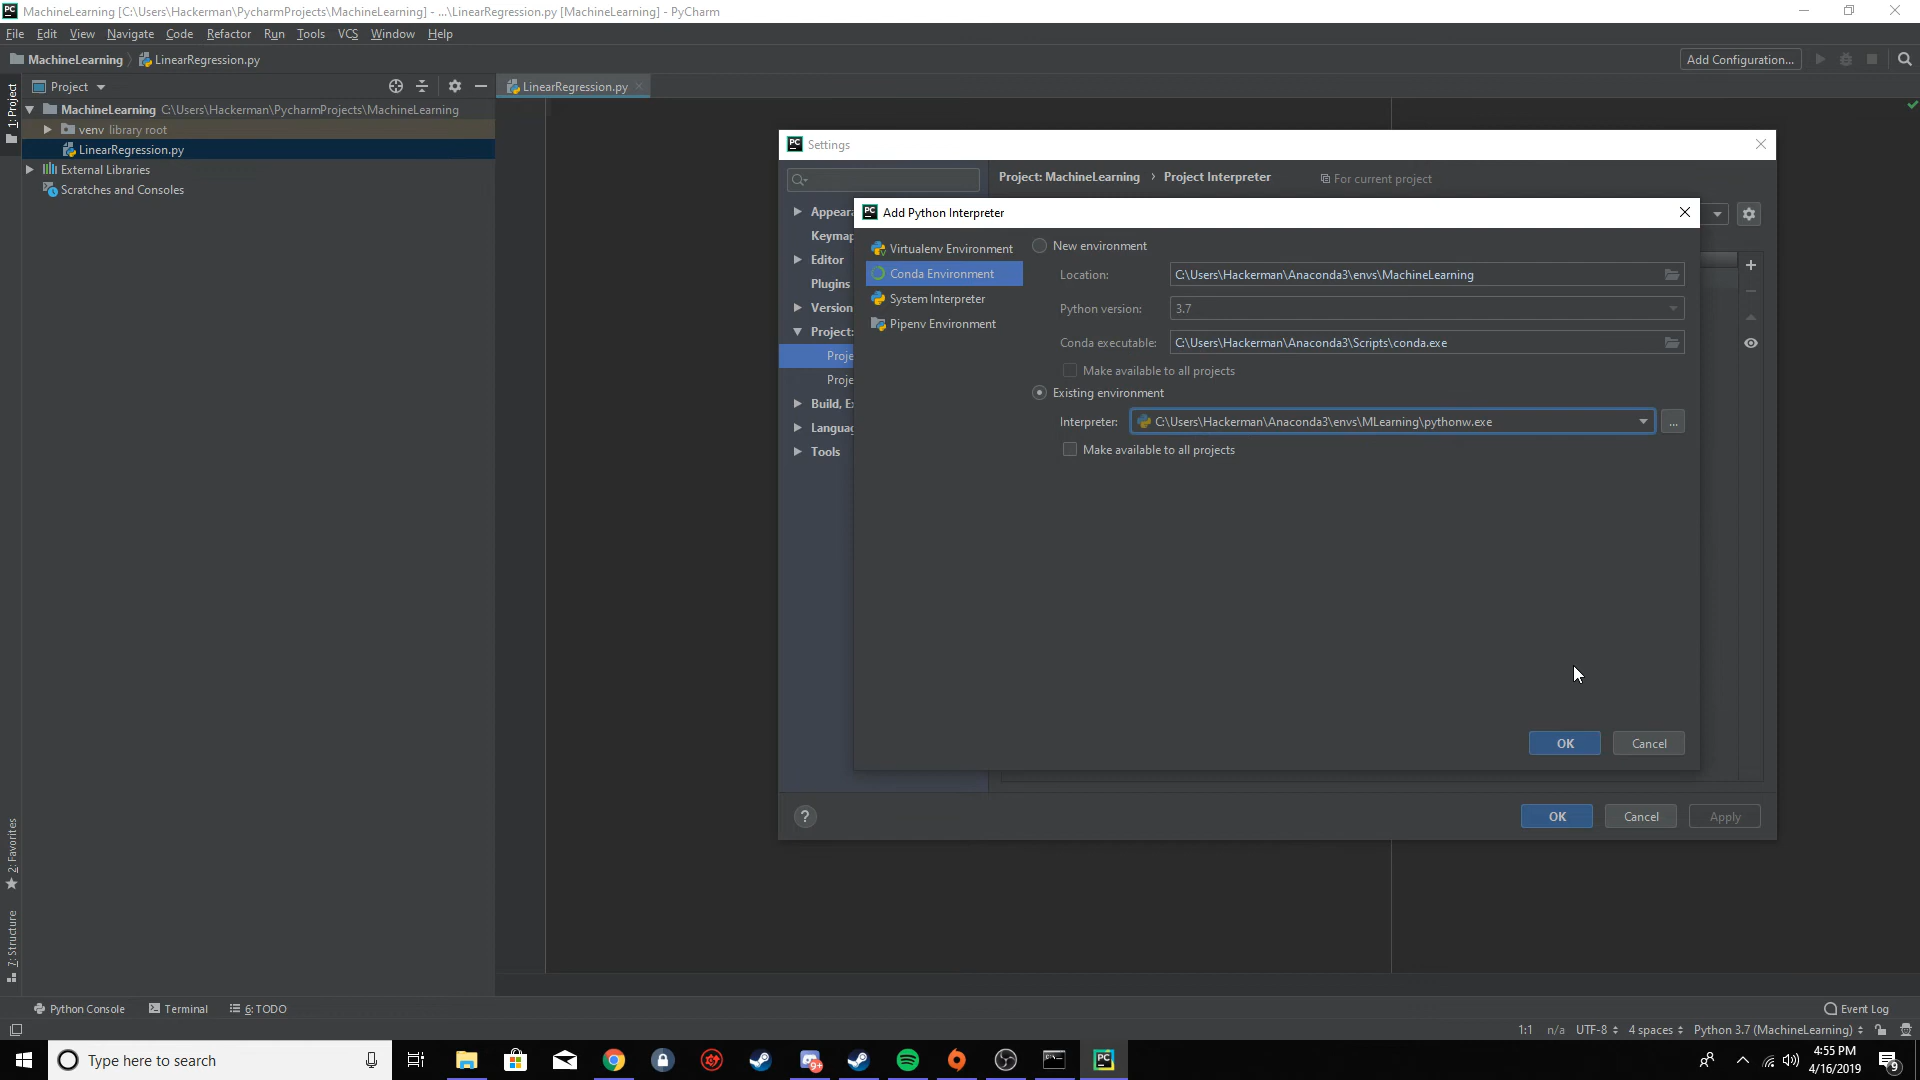 MachineLearning [C:\Users\Hackerman\PycharmProjects\MachineLearning] - ...\LinearRegression.py [MachineLearning] - PyCharm
File Edit View Navigate Code Refactor Run Tools VCS Window Help
MachineLearning LinearRegression.py
Add Configuration...
Project
LinearRegression.py
1: Project
MachineLearning C:\Users\Hackerman\PycharmProjects\MachineLearning
venv library root
LinearRegression.py
External Libraries
Scratches and Consoles
PC Settings
Project: MachineLearning › Project Interpreter
For current project
Appeara
Keymap
Editor
Plugins
Version
Project:
Proje
Proje
Build, E
Languag
Tools
PC Add Python Interpreter
Virtualenv Environment
Conda Environment
System Interpreter
Pipenv Environment
New environment
Location: C:\Users\Hackerman\Anaconda3\envs\MachineLearning
Python version: 3.7
Conda executable: C:\Users\Hackerman\Anaconda3\Scripts\conda.exe
Make available to all projects
Existing environment
Interpreter: C:\Users\Hackerman\Anaconda3\envs\MLearning\pythonw.exe ...
Make available to all projects
OK Cancel
? OK Cancel Apply
2: Favorites
7: Structure
Python Console Terminal 6: TODO Event Log
1:1 n/a UTF-8 4 spaces Python 3.7 (MachineLearning)
Type here to search
9+
PC
4:55 PM
4/16/2019
9